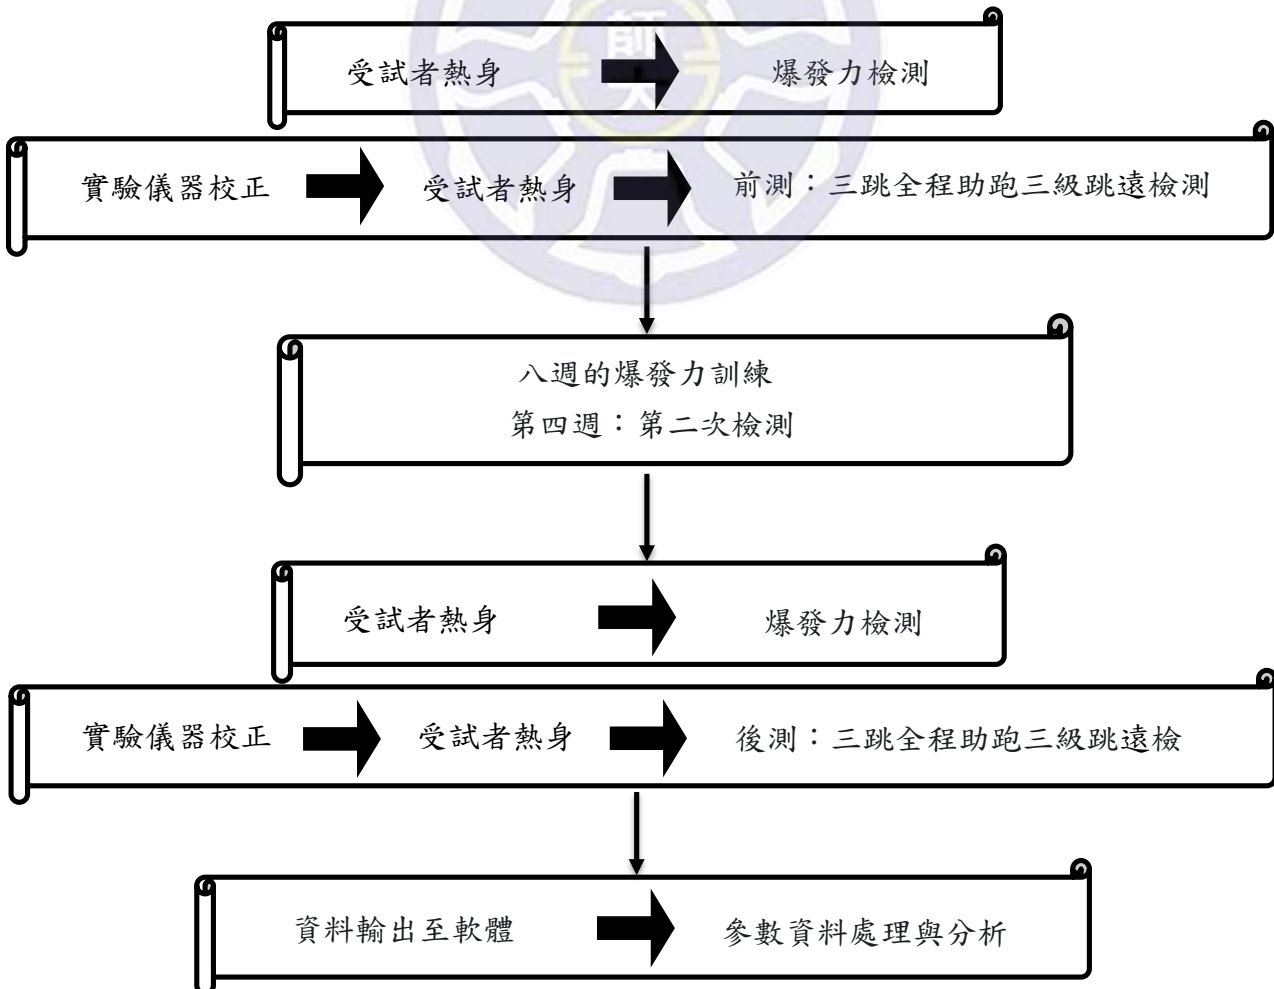 受試者熱身 爆發力檢測
實驗儀器校正 受試者熱身 前測：三跳全程助跑三級跳遠檢測
八週的爆發力訓練
第四週：第二次檢測
受試者熱身 爆發力檢測
實驗儀器校正 受試者熱身 後測：三跳全程助跑三級跳遠檢
資料輸出至軟體 參數資料處理與分析
師大